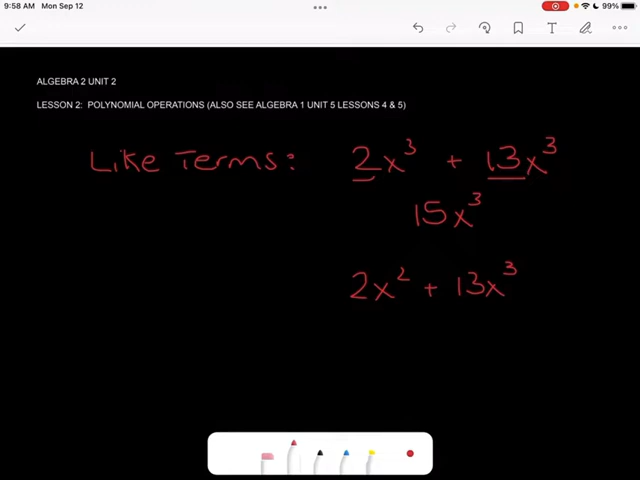 9:58 AM Mon Sep 12 99%
ALGEBRA 2 UNIT 2
LESSON 2: POLYNOMIAL OPERATIONS (ALSO SEE ALGEBRA 1 UNIT 5 LESSONS 4 & 5)
Like Terms: 2x³ + 13x³
15x³
2x² + 13x³